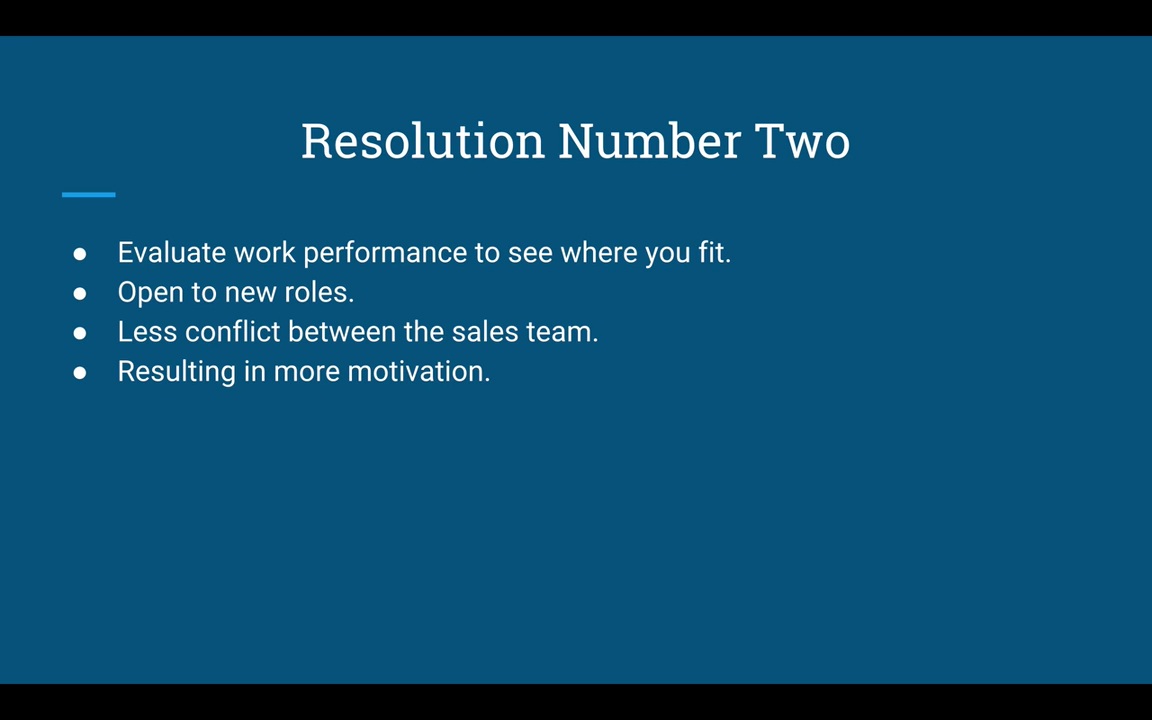 Resolution Number Two
● Evaluate work performance to see where you fit.
● Open to new roles.
● Less conflict between the sales team.
● Resulting in more motivation.